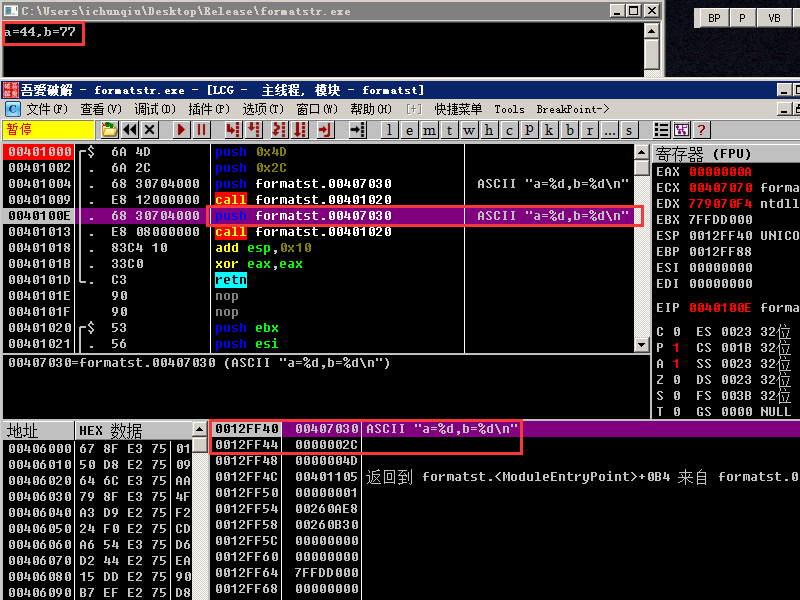 C:\Users\ichunqiu\Desktop\Release\formatstr.exe
a=44,b=77
BP P VB
吾爱破解 - formatstr.exe - [LCG - 主线程, 模块 - formatst]
C 文件(F) 查看(V) 调试(D) 插件(P) 选项(T) 窗口(W) 帮助(H) [+] 快捷菜单 Tools BreakPoint->
暂停 l e m t w h c p k b r ... s ?
00401000 $ 6A 4D push 0x4D
00401002 . 6A 2C push 0x2C
00401004 . 68 30704000 push formatst.00407030 ASCII "a=%d,b=%d\n"
00401009 . E8 12000000 call formatst.00401020
0040100E . 68 30704000 push formatst.00407030 ASCII "a=%d,b=%d\n"
00401013 . E8 08000000 call formatst.00401020
00401018 . 83C4 10 add esp,0x10
0040101B . 33C0 xor eax,eax
0040101D . C3 retn
0040101E 90 nop
0040101F 90 nop
00401020 $ 53 push ebx
00401021 . 56 push esi
00407030=formatst.00407030 (ASCII "a=%d,b=%d\n")
寄存器 (FPU)
EAX 0000000A
ECX 00407070 forma
EDX 779070F4 ntdll
EBX 7FFDD000
ESP 0012FF40 UNICO
EBP 0012FF88
ESI 00000000
EDI 00000000
EIP 0040100E forma
C 0 ES 0023 32位
P 1 CS 001B 32位
A 1 SS 0023 32位
Z 0 DS 0023 32位
S 0 FS 003B 32位
T 0 GS 0000 NULL
地址 HEX 数据
00406000 67 8F E3 75 01
00406010 50 D8 E2 75 09
00406020 64 6C E3 75 AA
00406030 79 8F E3 75 4F
00406040 A3 D9 E2 75 F2
00406050 24 F0 E2 75 CD
00406060 A6 54 E3 75 D6
00406070 D2 44 E2 75 EA
00406080 15 DD E2 75 90
00406090 B7 EF E2 75 D8
0012FF40 00407030 ASCII "a=%d,b=%d\n"
0012FF44 0000002C
0012FF48 0000004D
0012FF4C 00401105 返回到 formatst.<ModuleEntryPoint>+0B4 来自 formatst.0
0012FF50 00000001
0012FF54 00260AE8
0012FF58 00260B30
0012FF5C 00000000
0012FF60 00000000
0012FF64 7FFDD000
0012FF68 00000000